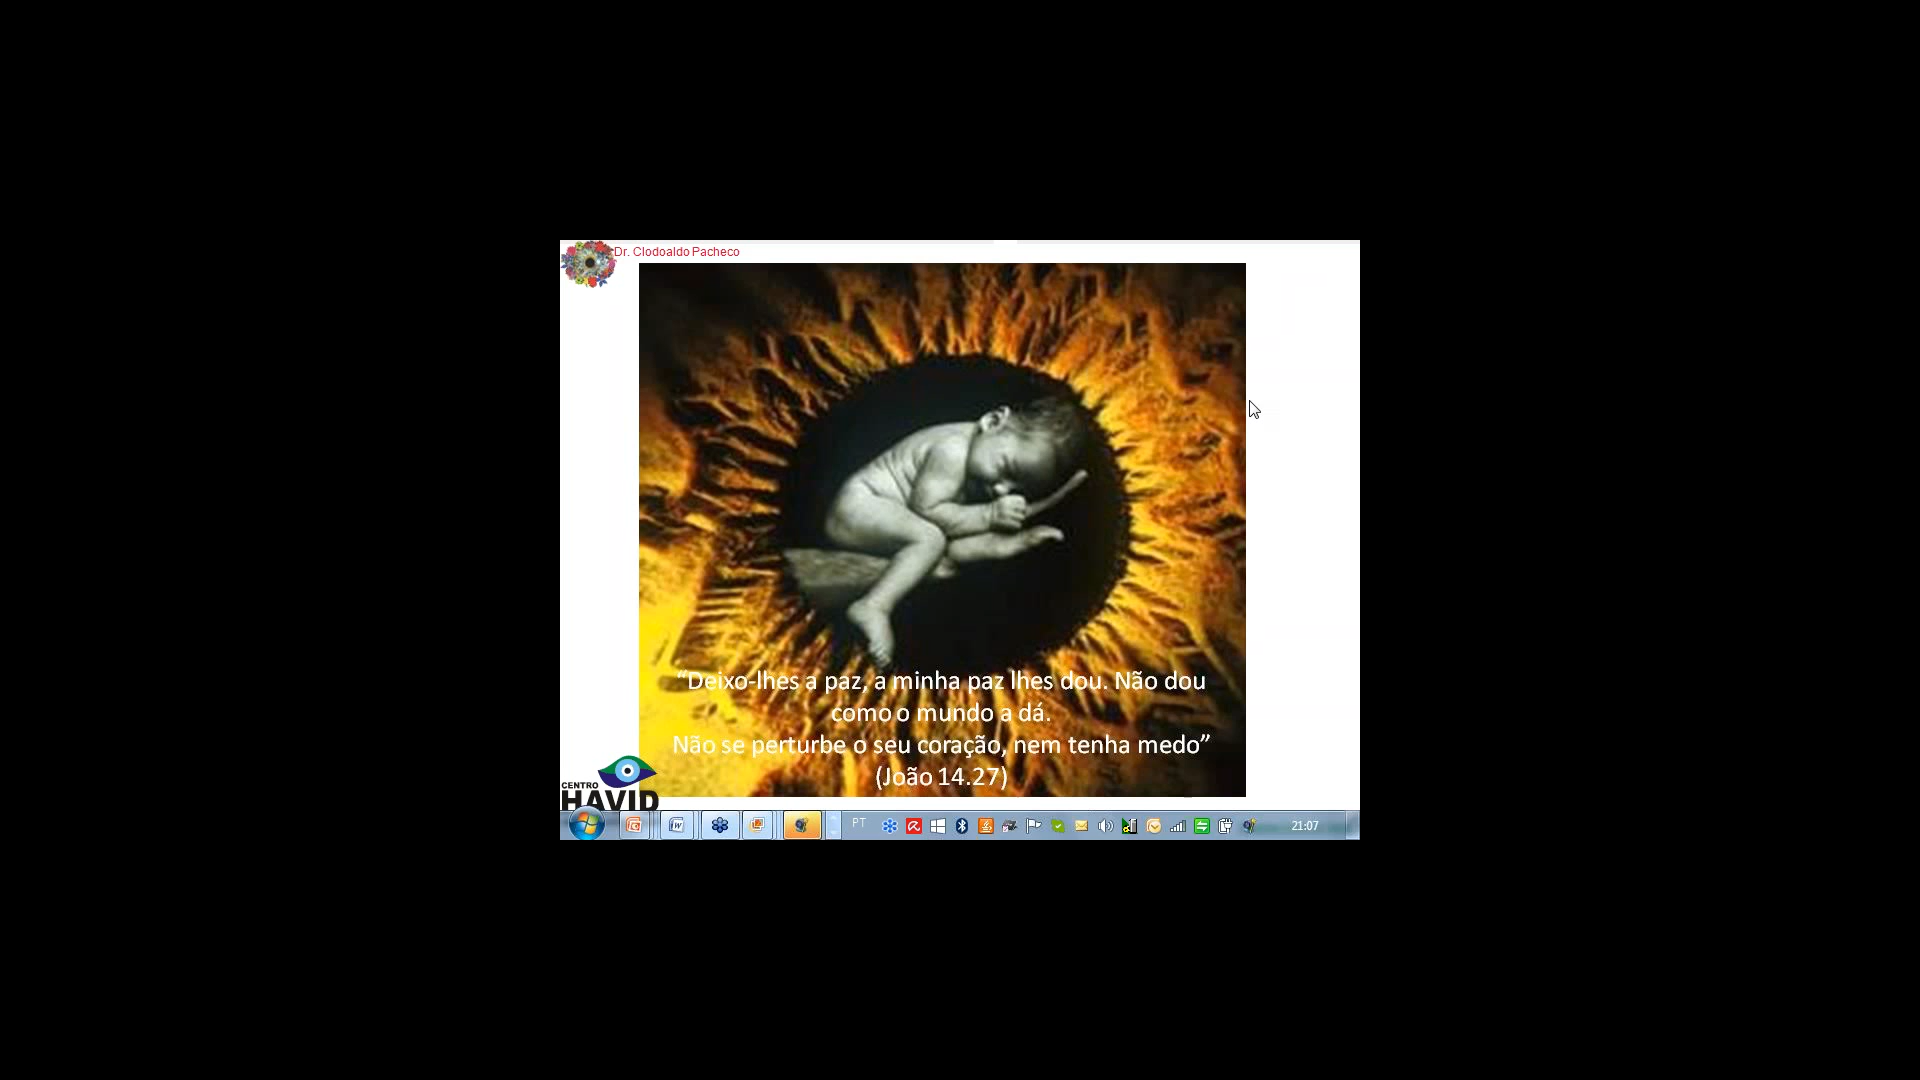 Dr. Clodoaldo Pacheco
“Deixo-lhes a paz, a minha paz lhes dou. Não dou
como o mundo a dá.
Não se perturbe o seu coração, nem tenha medo”
(João 14.27)
CENTRO
HAVID
PT
21:07